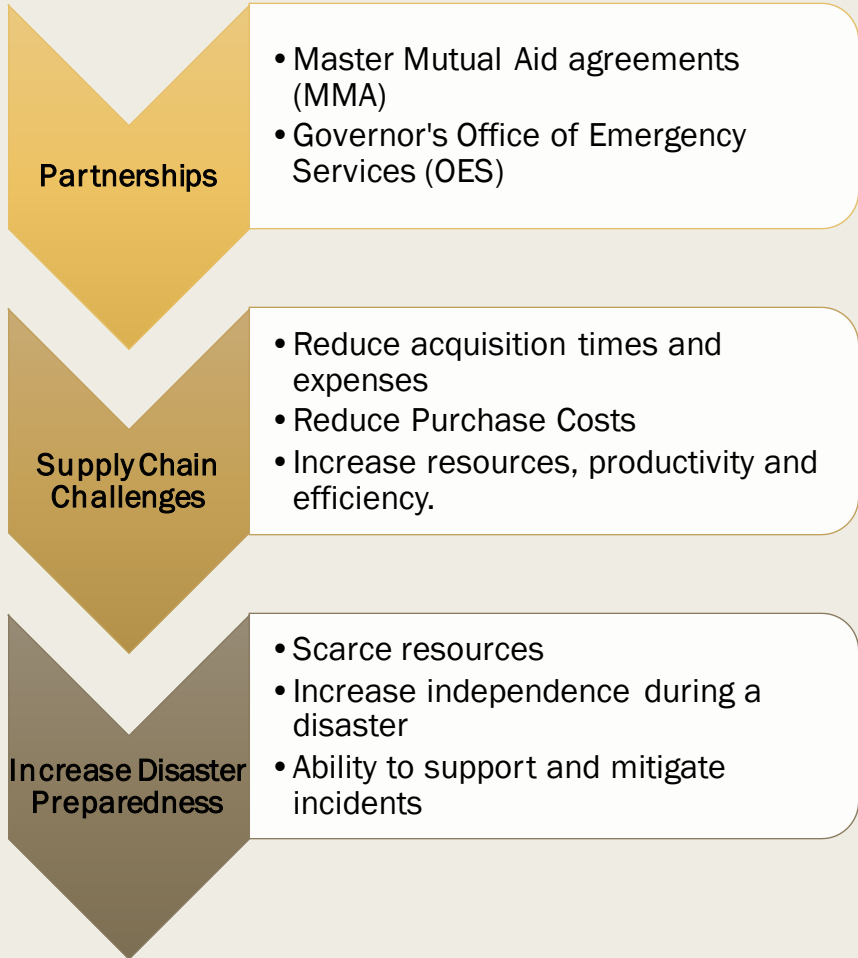 Partnerships
• Master Mutual Aid agreements
(MMA)
• Governor's Office of Emergency
Services (OES)
Supply Chain
Challenges
• Reduce acquisition times and
expenses
• Reduce Purchase Costs
• Increase resources, productivity and
efficiency.
Increase Disaster
Preparedness
• Scarce resources
• Increase independence during a
disaster
• Ability to support and mitigate
incidents